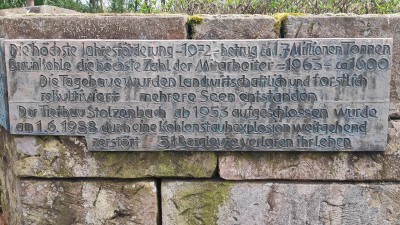 Die höchste Jahresförderung - 1972 - betrug ca 1,7 Millionen Tonnen
Braunkohle die höchste Zahl der Mitarbeiter - 1963 - ca 1600
Die Tagebaue wurden landwirtschaftlich und forstlich
rekultiviert mehrere Seen entstanden
Der Tiefbau Stolzenbach ab 1955 aufgeschlossen wurde
am 1.6.1988 durch eine Kohlenstaubexplosion weitgehend
zerstört 51 Bergleute verloren ihr Leben